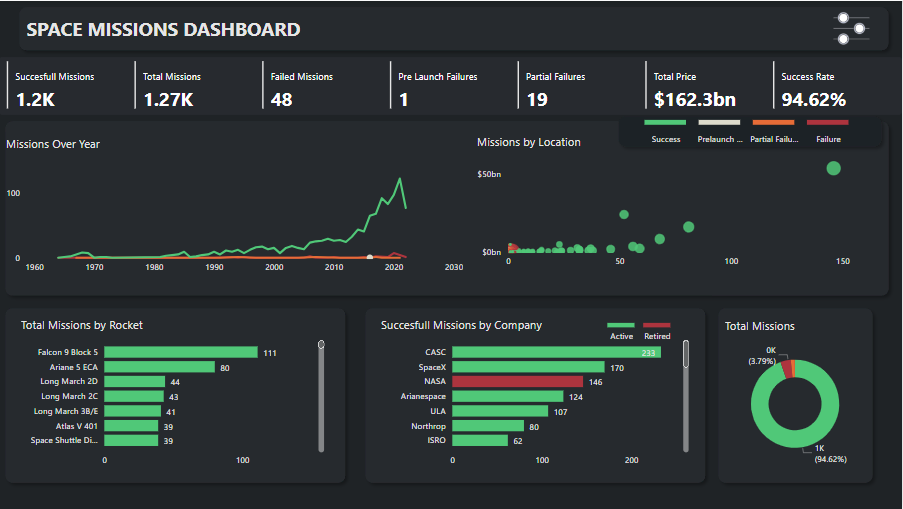 SPACE MISSIONS DASHBOARD
Succesfull Missions
1.2K
Total Missions
1.27K
Failed Missions
48
Pre Launch Failures
1
Partial Failures
19
Total Price
$162.3bn
Success Rate
94.62%
Missions Over Year
100
0
1960 1970 1980 1990 2000 2010 2020 2030
Missions by Location
Success Prelaunch ... Partial Failu... Failure
$50bn
$0bn
0 50 100 150
Total Missions by Rocket
Falcon 9 Block 5 111
Ariane 5 ECA 80
Long March 2D 44
Long March 2C 43
Long March 3B/E 41
Atlas V 401 39
Space Shuttle Di... 39
0 100
Succesfull Missions by Company
Active Retired
CASC 233
SpaceX 170
NASA 146
Arianespace 124
ULA 107
Northrop 80
ISRO 62
0 100 200
Total Missions
0K
(3.79%)
1K
(94.62%)